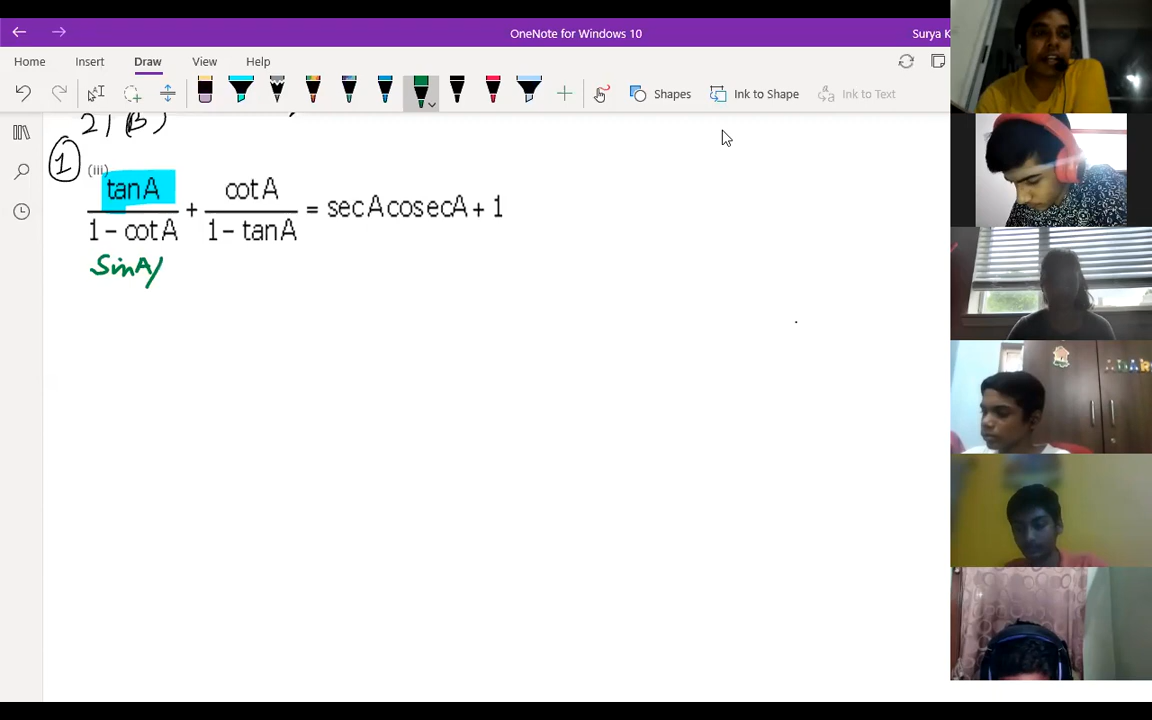 OneNote for Windows 10
Surya K
Home Insert Draw View Help
Shapes Ink to Shape Ink to Text
2) (B)
1
(iii)
tanA/(1 - cotA) + cotA/(1 - tanA) = secAcosecA + 1
SinA/